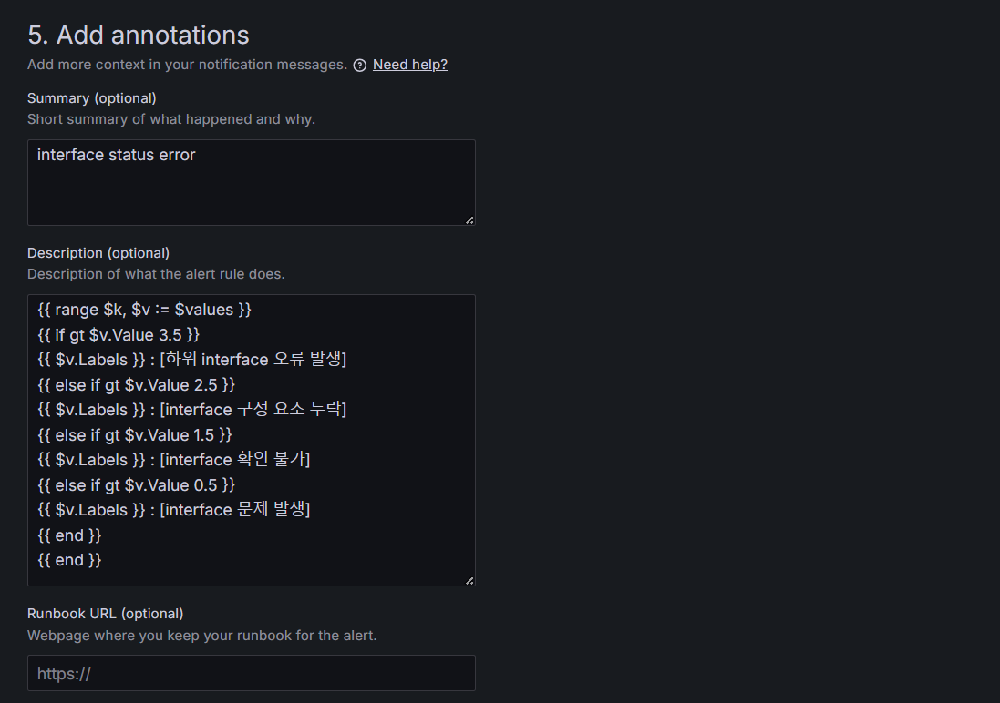 5. Add annotations
Add more context in your notification messages. Need help?
Summary (optional)
Short summary of what happened and why.
interface status error
Description (optional)
Description of what the alert rule does.
{{ range $k, $v := $values }}
{{ if gt $v.Value 3.5 }}
{{ $v.Labels }} : [하위 interface 오류 발생]
{{ else if gt $v.Value 2.5 }}
{{ $v.Labels }} : [interface 구성 요소 누락]
{{ else if gt $v.Value 1.5 }}
{{ $v.Labels }} : [interface 확인 불가]
{{ else if gt $v.Value 0.5 }}
{{ $v.Labels }} : [interface 문제 발생]
{{ end }}
{{ end }}
Runbook URL (optional)
Webpage where you keep your runbook for the alert.
https://